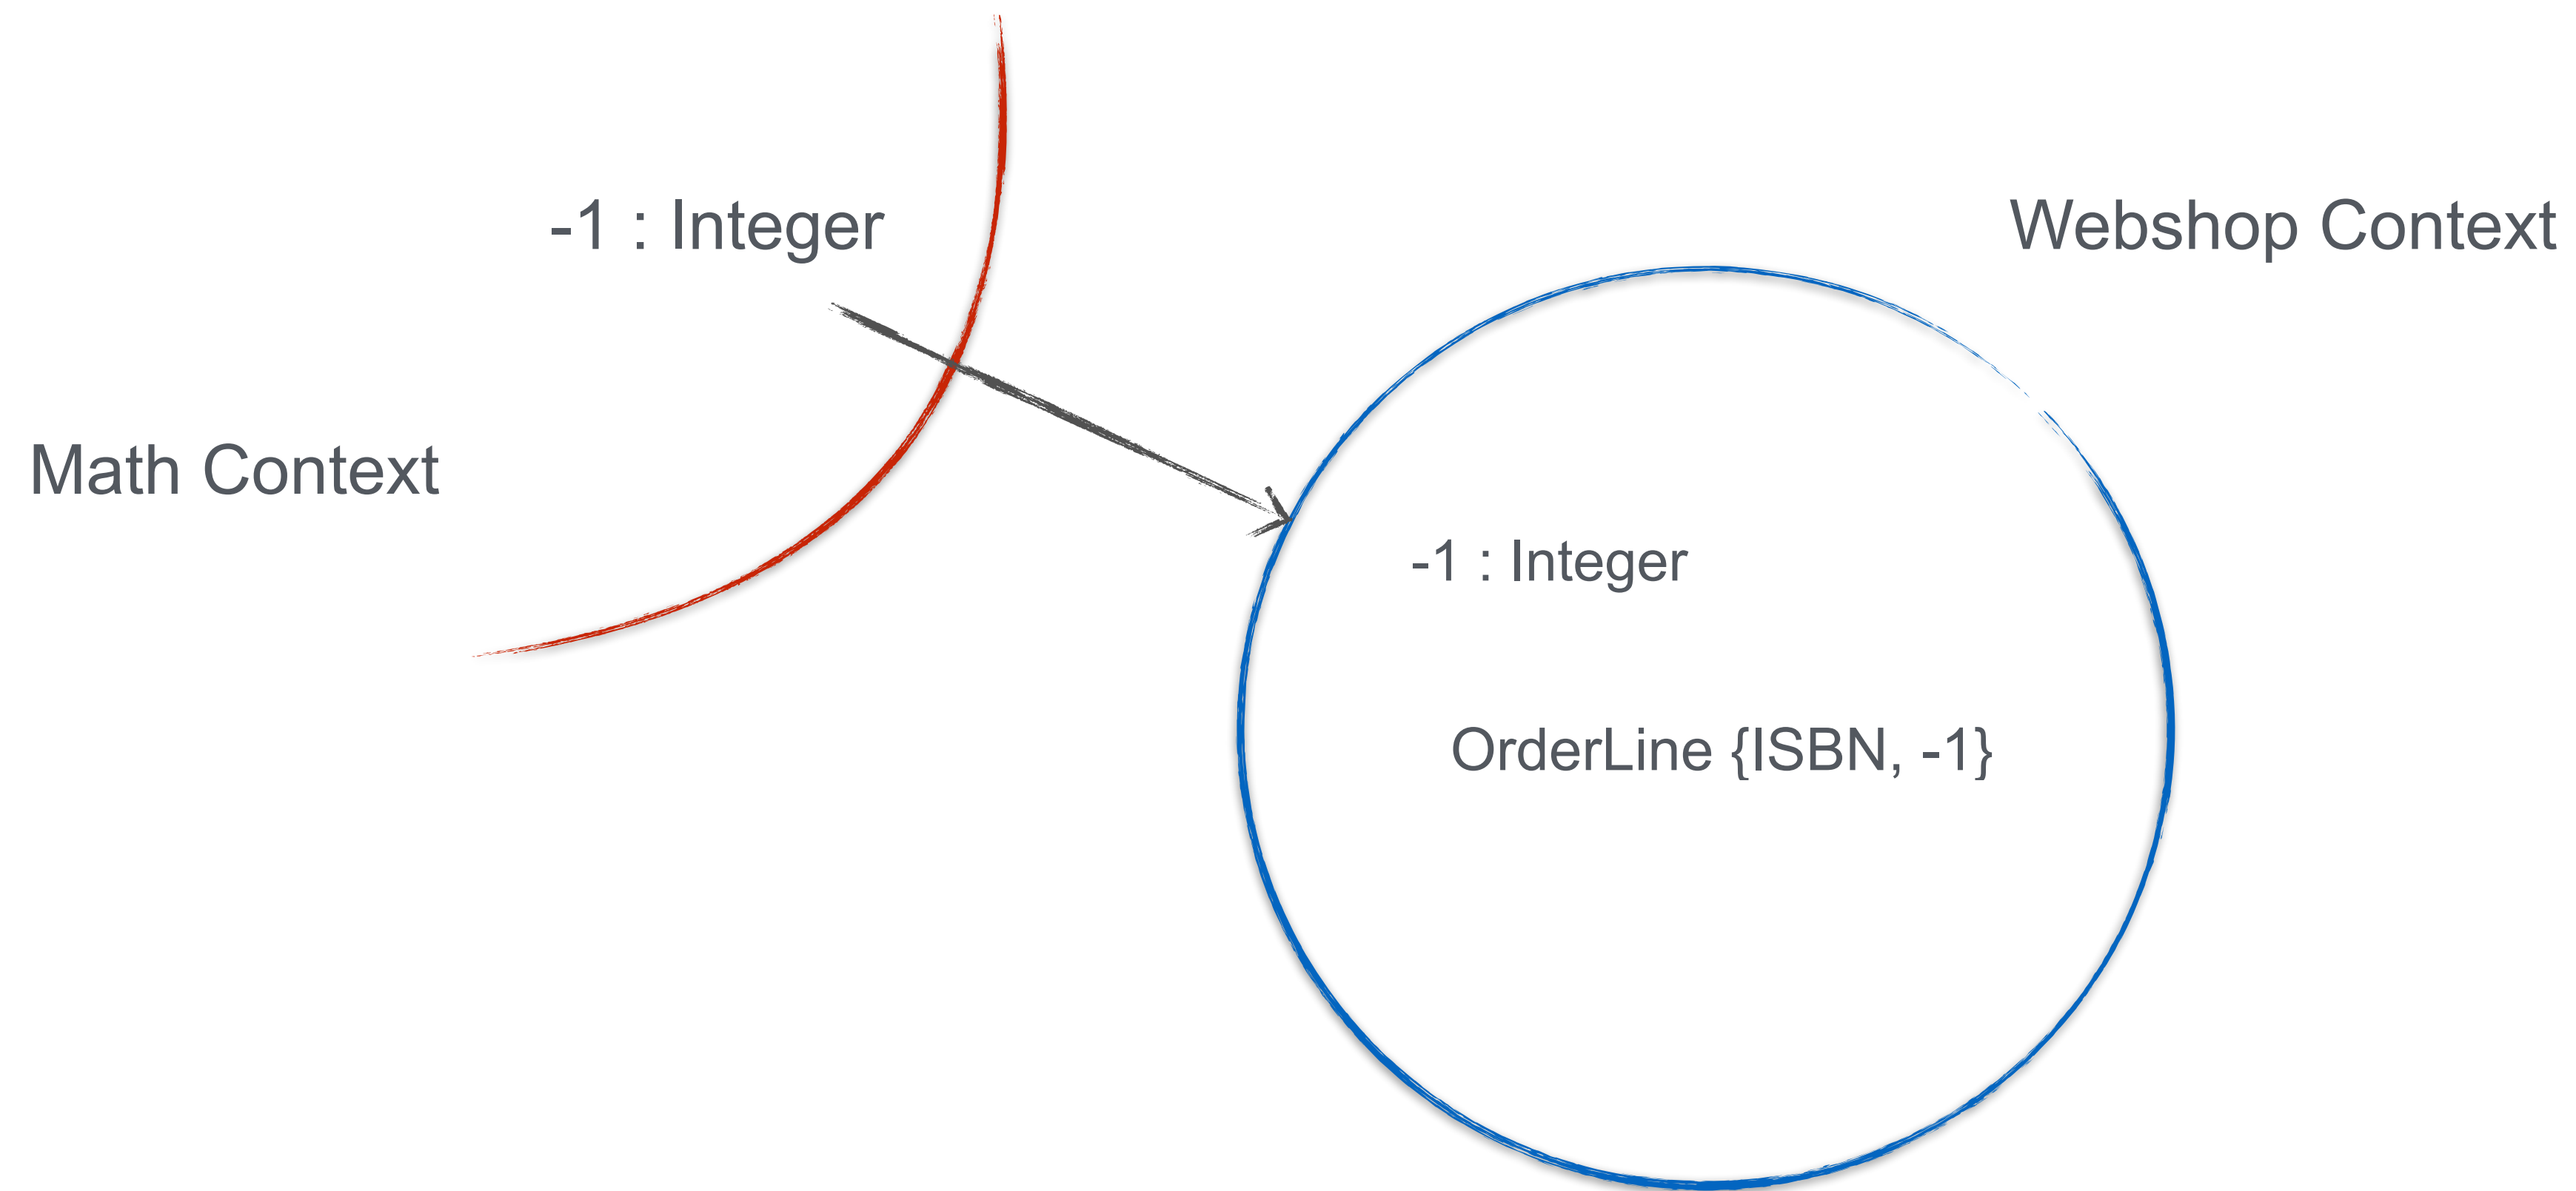 -1 : Integer
Webshop Context
Math Context
-1 : Integer
OrderLine {ISBN, -1}